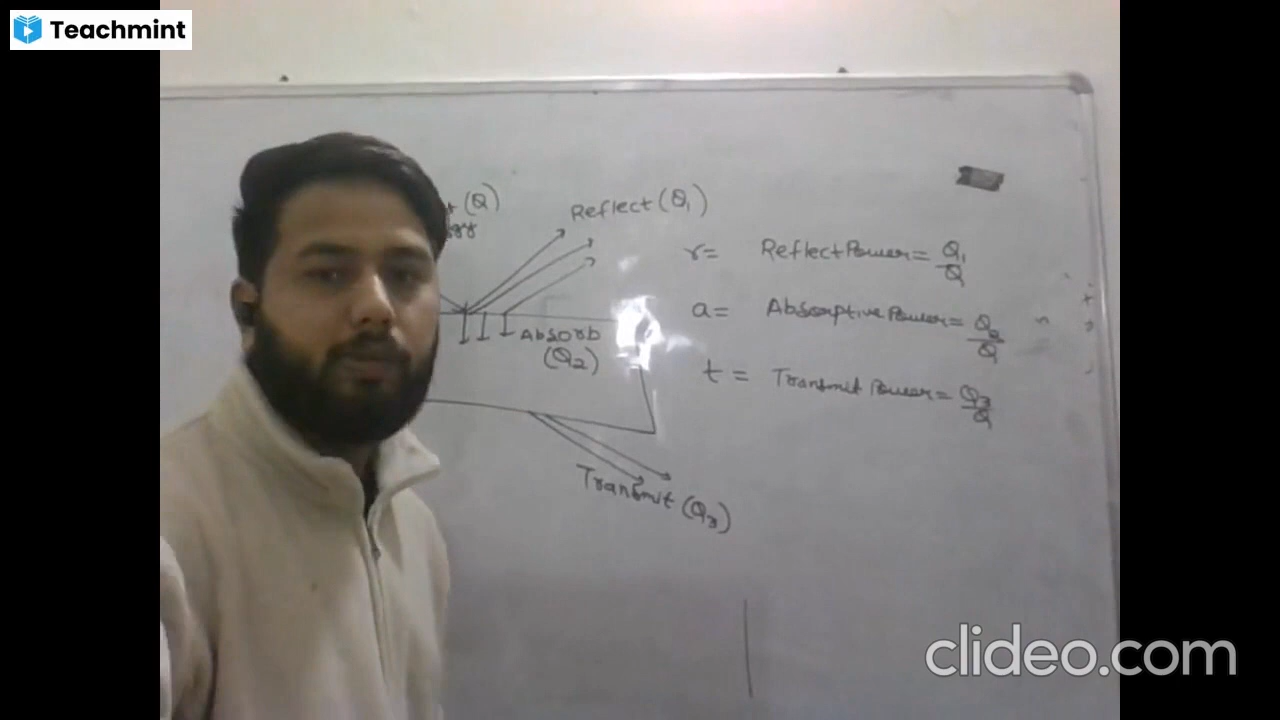 Teachmint
(Q)
Reflect (Q₁)
r= Reflect Power = Q₁/Q
a= Absorptive Power = Q₂/Q
Absorb
(Q₂)
t = Transmit Power = Q₃/Q
Transmit (Q₃)
clideo.com